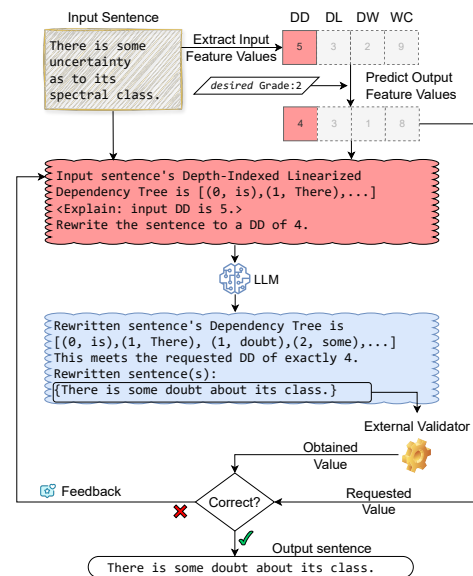 Input Sentence
DD DL DW WC
There is some
uncertainty
as to its
spectral class.
Extract Input
Feature Values
5 3 2 9
desired Grade:2
Predict Output
Feature Values
4 3 1 8
Input sentence's Depth-Indexed Linearized
Dependency Tree is [(0, is),(1, There),...]
<Explain: input DD is 5.>
Rewrite the sentence to a DD of 4.
LLM
Rewritten sentence's Dependency Tree is
[(0, is),(1, There), (1, doubt),(2, some),...]
This meets the requested DD of exactly 4.
Rewritten sentence(s):
{There is some doubt about its class.}
External Validator
Obtained
Value
Feedback
Correct?
Requested
Value
Output sentence
There is some doubt about its class.